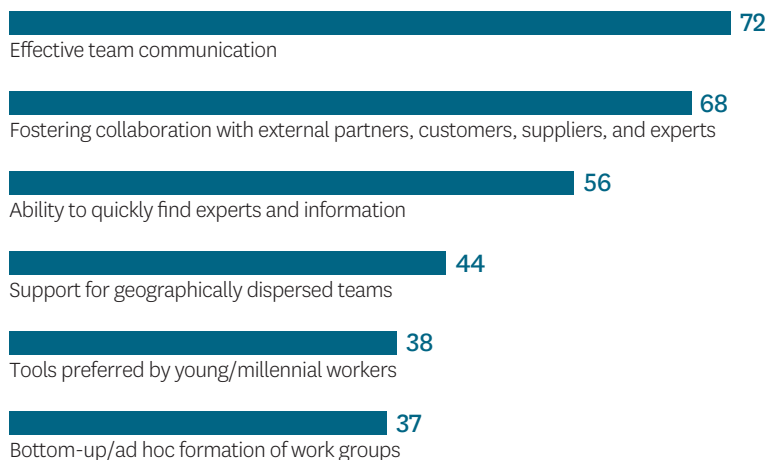 72
Effective team communication
68
Fostering collaboration with external partners, customers, suppliers, and experts
56
Ability to quickly find experts and information
44
Support for geographically dispersed teams
38
Tools preferred by young/millennial workers
37
Bottom-up/ad hoc formation of work groups